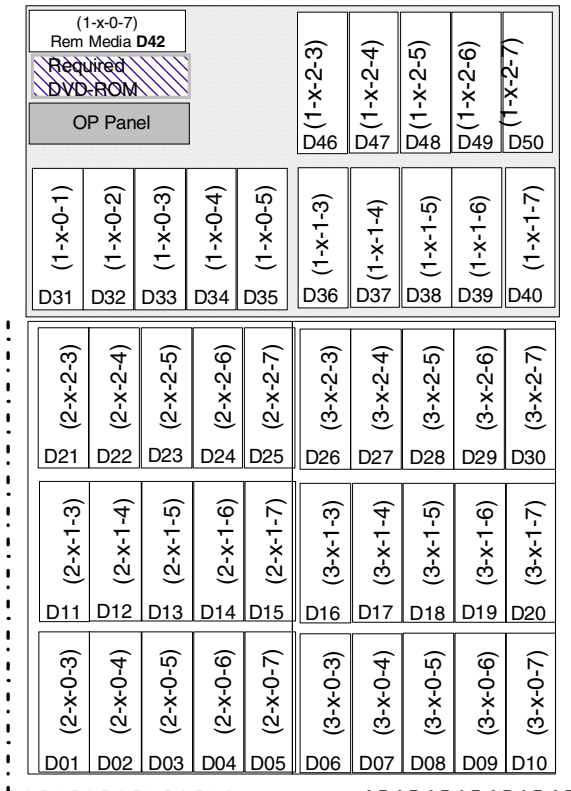 (1-x-0-7)
Rem Media D42
Required
DVD-ROM
OP Panel
(1-x-2-3) (1-x-2-4) (1-x-2-5) (1-x-2-6) (1-x-2-7)
D46 D47 D48 D49 D50
(1-x-0-1) (1-x-0-2) (1-x-0-3) (1-x-0-4) (1-x-0-5) (1-x-1-3) (1-x-1-4) (1-x-1-5) (1-x-1-6) (1-x-1-7)
D31 D32 D33 D34 D35 D36 D37 D38 D39 D40
(2-x-2-3) (2-x-2-4) (2-x-2-5) (2-x-2-6) (2-x-2-7) (3-x-2-3) (3-x-2-4) (3-x-2-5) (3-x-2-6) (3-x-2-7)
D21 D22 D23 D24 D25 D26 D27 D28 D29 D30
(2-x-1-3) (2-x-1-4) (2-x-1-5) (2-x-1-6) (2-x-1-7) (3-x-1-3) (3-x-1-4) (3-x-1-5) (3-x-1-6) (3-x-1-7)
D11 D12 D13 D14 D15 D16 D17 D18 D19 D20
(2-x-0-3) (2-x-0-4) (2-x-0-5) (2-x-0-6) (2-x-0-7) (3-x-0-3) (3-x-0-4) (3-x-0-5) (3-x-0-6) (3-x-0-7)
D01 D02 D03 D04 D05 D06 D07 D08 D09 D10